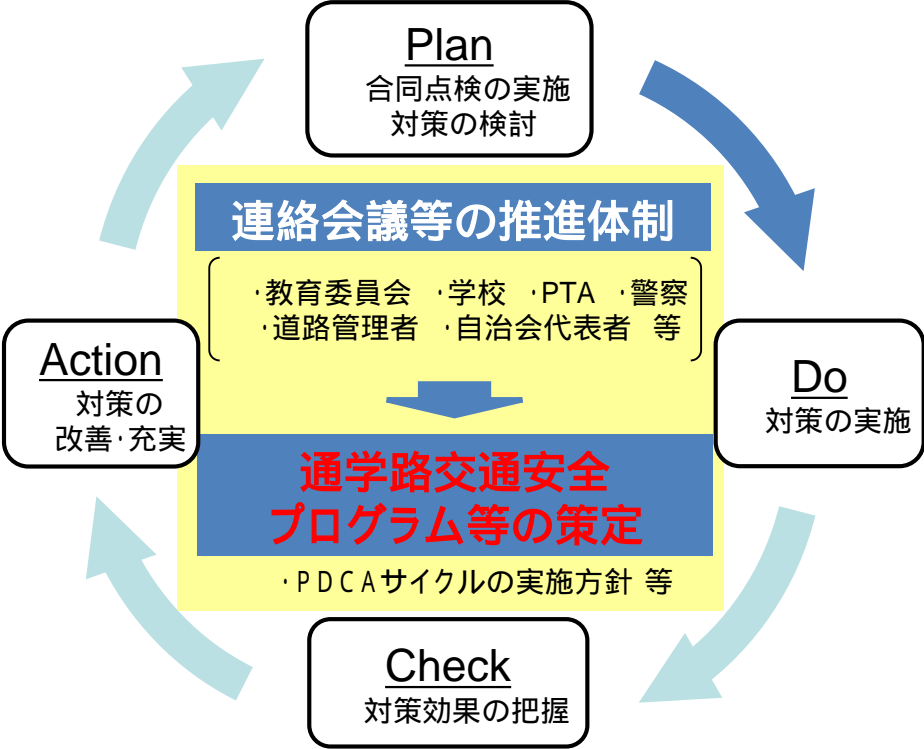 Plan
合同点検の実施
対策の検討
連絡会議等の推進体制
･教育委員会 ･学校 ･PTA ･警察
･道路管理者 ･自治会代表者 等
Action
対策の
改善･充実
Do
対策の実施
通学路交通安全
プログラム等の策定
･PDCAサイクルの実施方針 等
Check
対策効果の把握